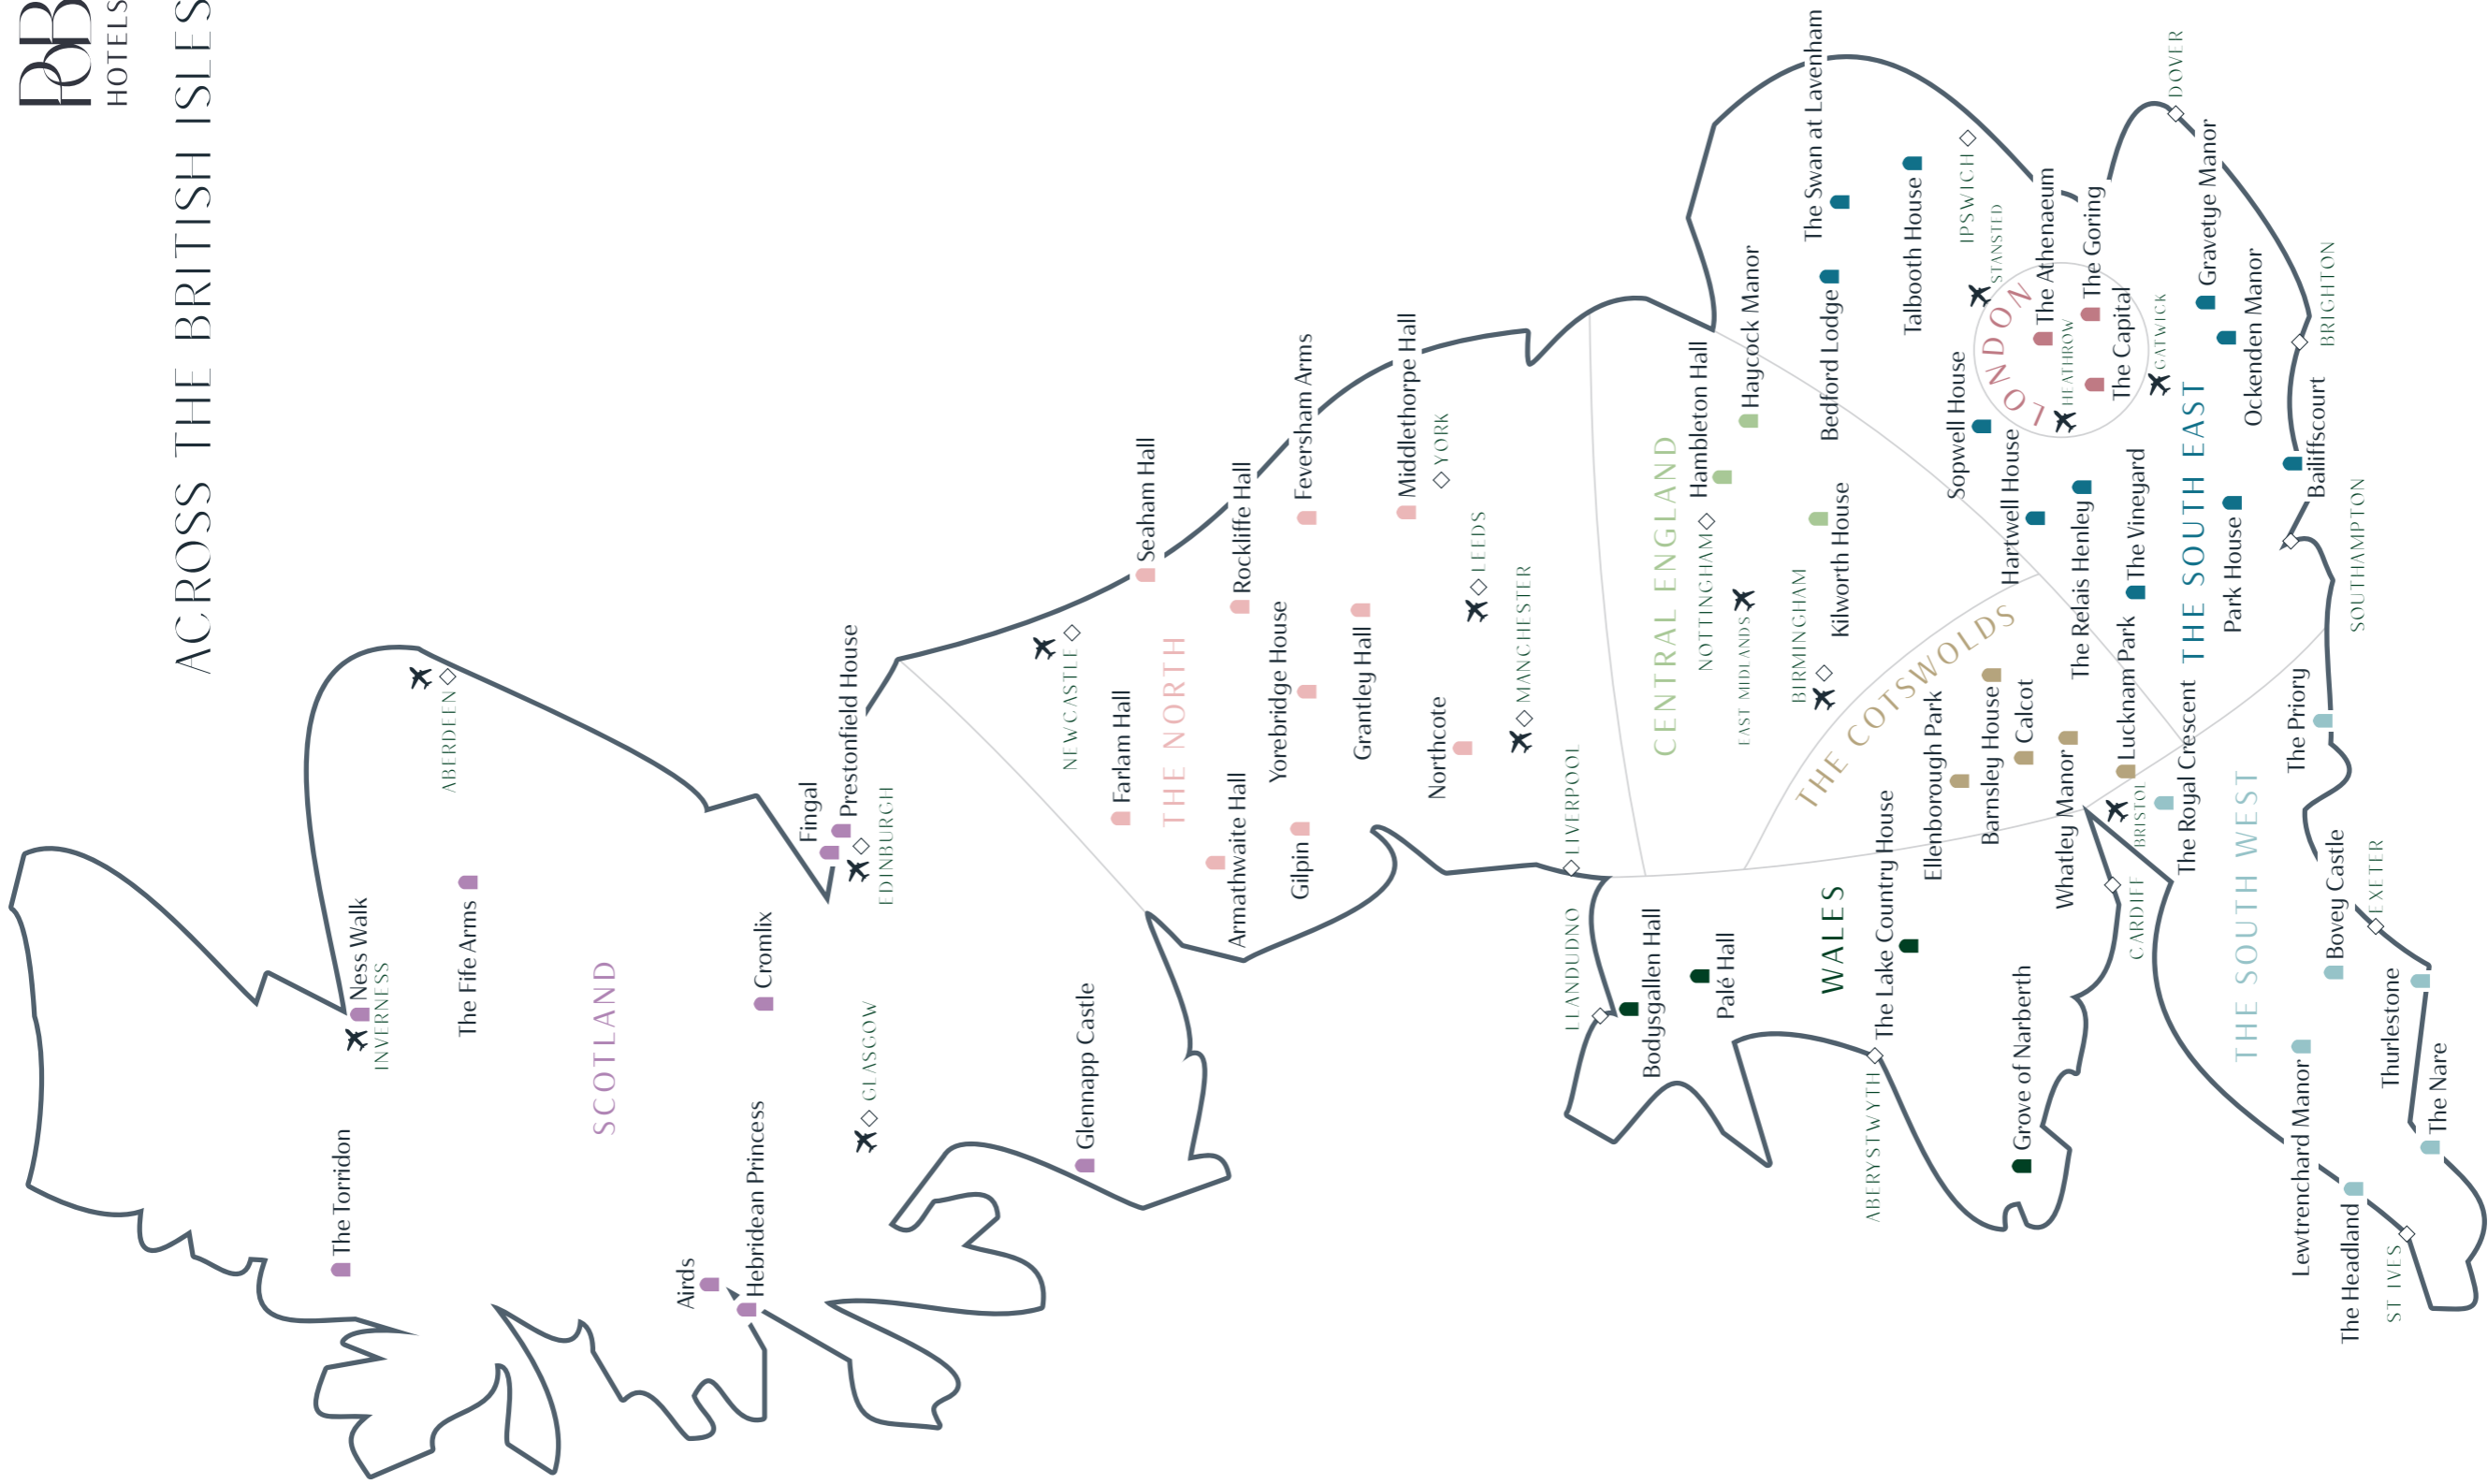 PoB
HOTELS
ACROSS THE BRITISH ISLES
The Torridon
Ness Walk
INVERNESS
ABERDEEN
The Fife Arms
SCOTLAND
Airds
Hebridean Princess
Cromlix
Fingal
Prestonfield House
EDINBURGH
GLASGOW
Glennapp Castle
NEWCASTLE
Farlam Hall
Seaham Hall
THE NORTH
Armathwaite Hall
Rockliffe Hall
Yorebridge House
Feversham Arms
Gilpin
Grantley Hall
Middlethorpe Hall
YORK
Northcote
LEEDS
MANCHESTER
LIVERPOOL
LLANDUDNO
Bodysgallen Hall
CENTRAL ENGLAND
Hambleton Hall
NOTTINGHAM
Palé Hall
EAST MIDLANDS
Haycock Manor
BIRMINGHAM
Kilworth House
WALES
The Swan at Lavenham
Bedford Lodge
THE COTSWOLDS
The Lake Country House
ABERYSTWYTH
Talbooth House
Ellenborough Park
IPSWICH
STANSTED
Sopwell House
Barnsley House
Hartwell House
Calcot
Grove of Narberth
LONDON
The Athenaeum
HEATHROW
The Goring
The Capital
Whatley Manor
The Relais Henley
Lucknam Park
The Vineyard
BRISTOL
CARDIFF
GATWICK
DOVER
The Royal Crescent
THE SOUTH EAST
Gravetye Manor
Park House
Ockenden Manor
THE SOUTH WEST
The Priory
Bailiffscourt
BRIGHTON
SOUTHAMPTON
Lewtrenchard Manor
Bovey Castle
The Headland
EXETER
Thurlestone
ST IVES
The Nare